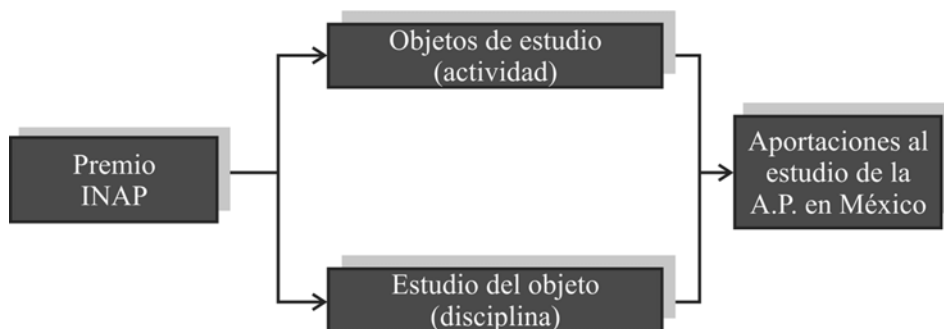 Premio
INAP
Objetos de estudio
(actividad)
Estudio del objeto
(disciplina)
Aportaciones al
estudio de la
A.P. en México